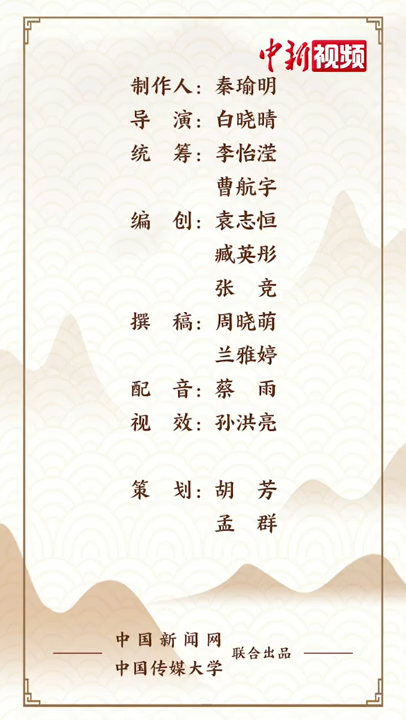 中新视频
制作人：秦瑜明
导　演：白晓晴
统　筹：李怡滢
曹航宇
编　创：袁志恒
臧英彤
张　竞
撰　稿：周晓萌
兰雅婷
配　音：蔡　雨
视　效：孙洪亮
策　划：胡　芳
孟　群
中国新闻网
中国传媒大学
联合出品